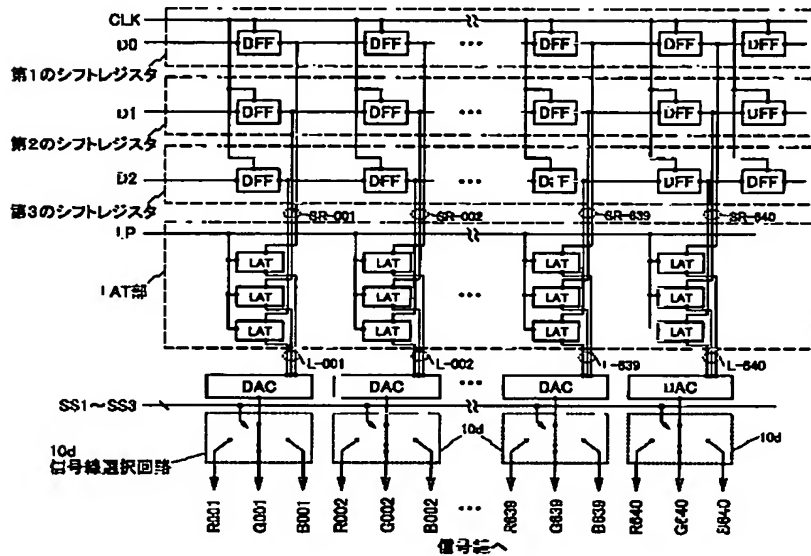 CLK
D0
DFF DFF DFF DFF DFF
第1のシフトレジスタ
D1
DFF DFF DFF DFF DFF
第2のシフトレジスタ
D2
DFF DFF DFF DFF DFF
第3のシフトレジスタ
SR-001 SR-002 SR-639 SR-640
LP
LAT LAT LAT LAT
LAT部
LAT LAT LAT LAT
LAT LAT LAT LAT
L-001 L-002 L-639 L-640
DAC DAC DAC DAC
SS1~SS3
10d
信号線選択回路
10d
10d
R001 G001 B001 R002 G002 B002 R639 G639 B639 R640 G640 B640
信号線へ